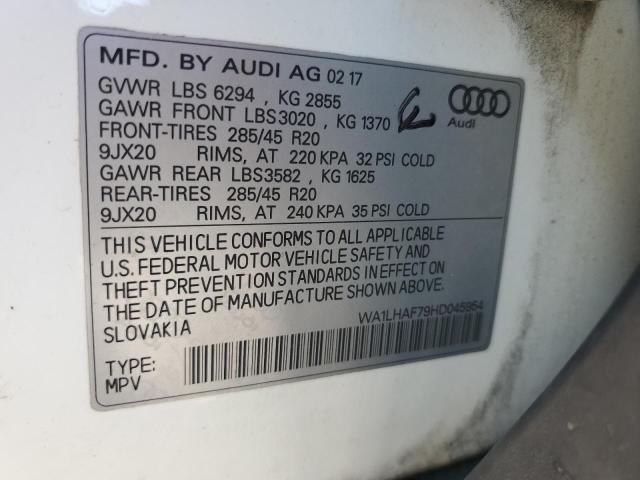 MFD. BY AUDI AG 02 17
GVWR LBS 6294 , KG 2855
GAWR FRONT LBS3020 , KG 1370
FRONT-TIRES 285/45 R20
9JX20 RIMS, AT 220 KPA 32 PSI COLD
GAWR REAR LBS3582 , KG 1625
REAR-TIRES 285/45 R20
9JX20 RIMS, AT 240 KPA 35 PSI COLD
Audi
THIS VEHICLE CONFORMS TO ALL APPLICABLE
U.S. FEDERAL MOTOR VEHICLE SAFETY AND
THEFT PREVENTION STANDARDS IN EFFECT ON
THE DATE OF MANUFACTURE SHOWN ABOVE.
SLOVAKIA
WA1LHAF79HD045954
TYPE:
MPV